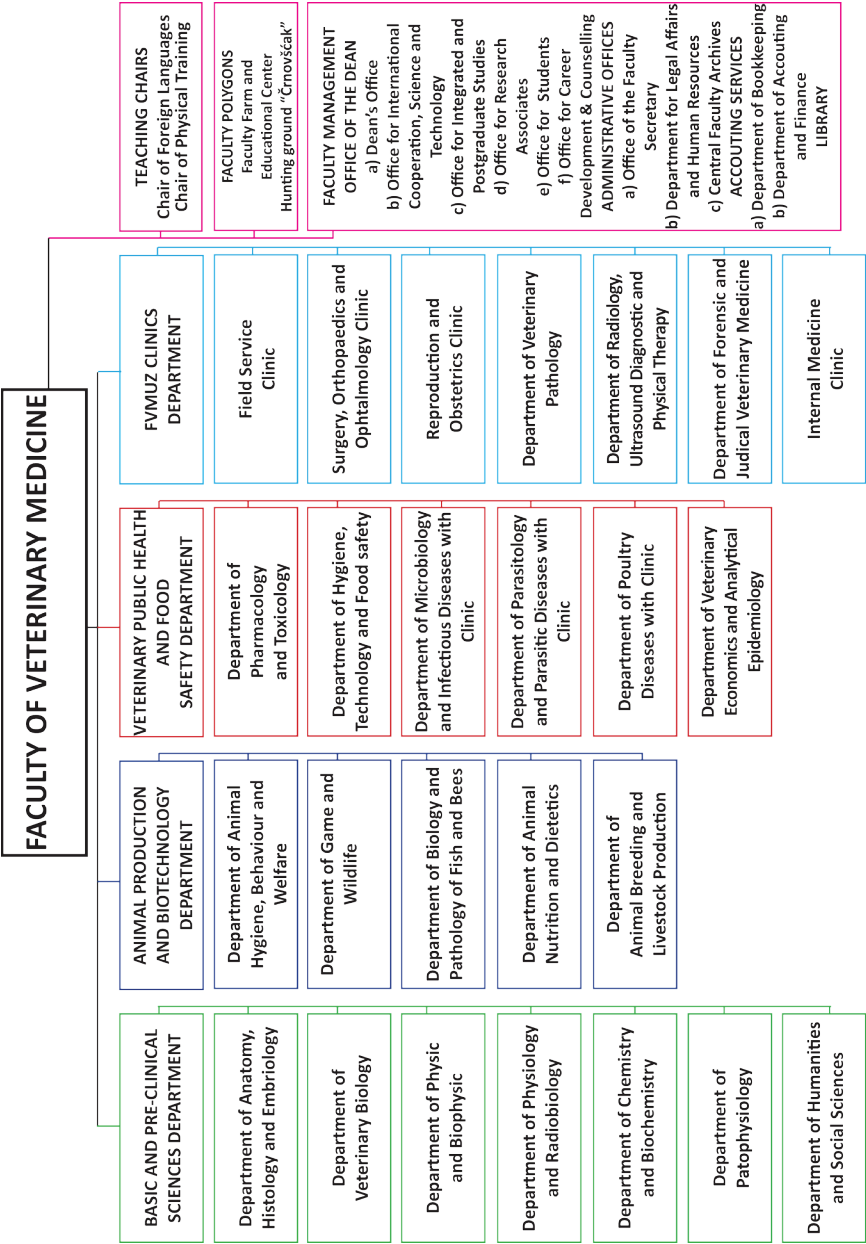 FACULTY OF VETERINARY MEDICINE
BASIC AND PRE-CLINICAL
SCIENCES DEPARTMENT
Department of Anatomy,
Histology and Embriology
Department of
Veterinary Biology
Department of Physic
and Biophysic
Department of Physiology
and Radiobiology
Department of Chemistry
and Biochemistry
Department of
Patophysiology
Department of Humanities
and Social Sciences
ANIMAL PRODUCTION
AND BIOTECHNOLOGY
DEPARTMENT
Department of Animal
Hygiene, Behaviour and
Welfare
Department of Game and
Wildlife
Department of Biology and
Pathology of Fish and Bees
Department of Animal
Nutrition and Dietetics
Department of
Animal Breeding and
Livestock Production
VETERINARY PUBLIC HEALTH
AND FOOD
SAFETY DEPARTMENT
Department of
Pharmacology
and Toxicology
Department of Hygiene,
Technology and Food safety
Department of Microbiology
and Infectious Diseases with
Clinic
Department of Parasitology
and Parasitic Diseases with
Clinic
Department of Poultry
Diseases with Clinic
Department of Veterinary
Economics and Analytical
Epidemiology
FVMUZ CLINICS
DEPARTMENT
Field Service
Clinic
Surgery, Orthopaedics and
Ophtalmology Clinic
Reproduction and
Obstetrics Clinic
Department of Veterinary
Pathology
Department of Radiology,
Ultrasound Diagnostic and
Physical Therapy
Department of Forensic and
Judical Veterinary Medicine
Internal Medicine
Clinic
TEACHING CHAIRS
Chair of Foreign Languages
Chair of Physical Training
FACULTY POLYGONS
Faculty Farm and
Educational Center
Hunting ground “Črnovšćak”
FACULTY MANAGEMENT
OFFICE OF THE DEAN
a) Dean’s Office
b) Office for International
Cooperation, Science and
Technology
c) Office for Integrated and
Postgraduate Studies
d) Office for Research
Associates
e) Office for Students
f) Office for Career
Development & Counselling
ADMINISTRATIVE OFFICES
a) Office of the Faculty
Secretary
b) Department for Legal Affairs
and Human Resources
c) Central Faculty Archives
ACCOUTING SERVICES
a) Department of Bookkeeping
b) Department of Accouting
and Finance
LIBRARY